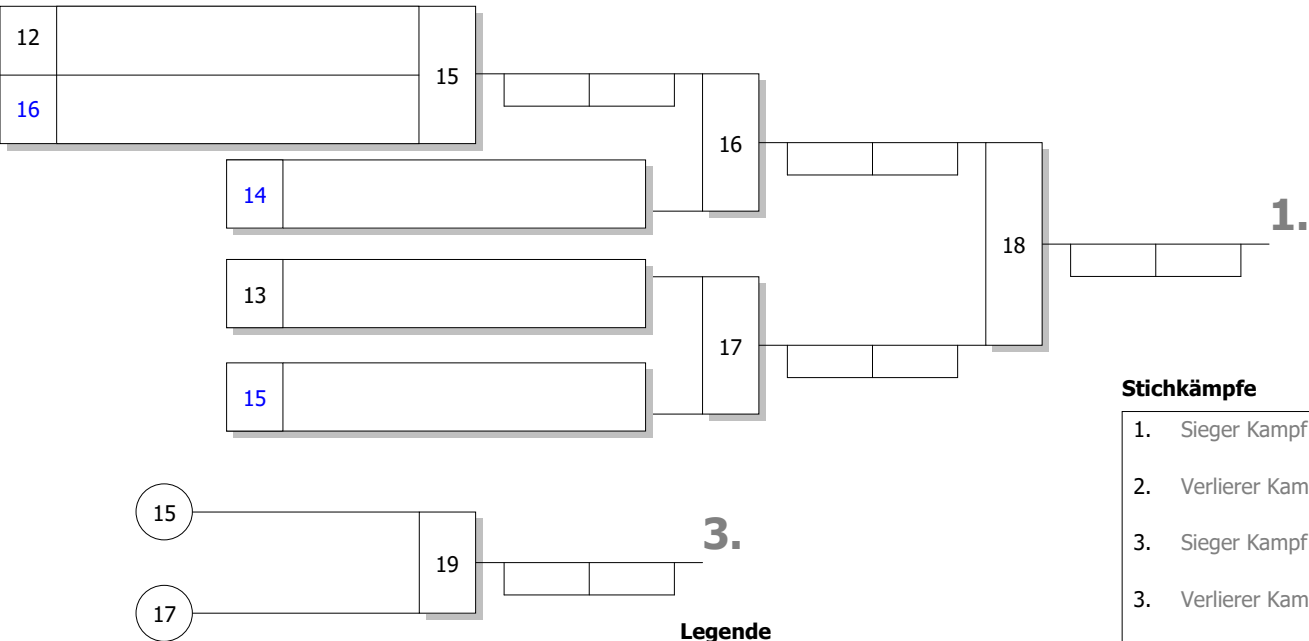 12
15
16
16
14
1.
18
13
17
15
Stichkämpfe
1. Sieger Kampf
2. Verlierer Kam
3. Sieger Kampf
3. Verlierer Kam
15
3.
19
17
Legende